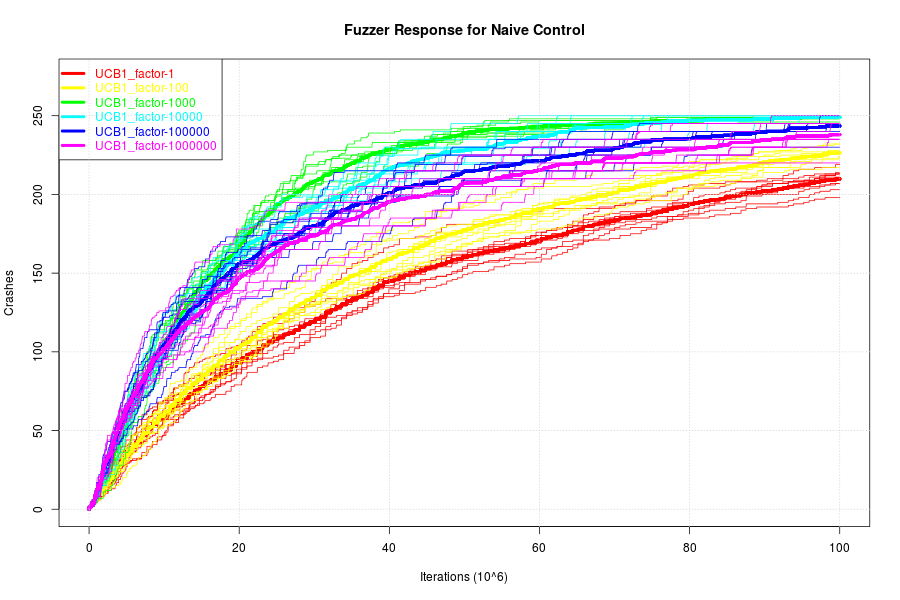 Fuzzer Response for Naive Control
UCB1_factor-1
UCB1_factor-100
UCB1_factor-1000
UCB1_factor-10000
UCB1_factor-100000
UCB1_factor-1000000
Crashes
250
200
150
100
50
0
0 20 40 60 80 100
Iterations (10^6)